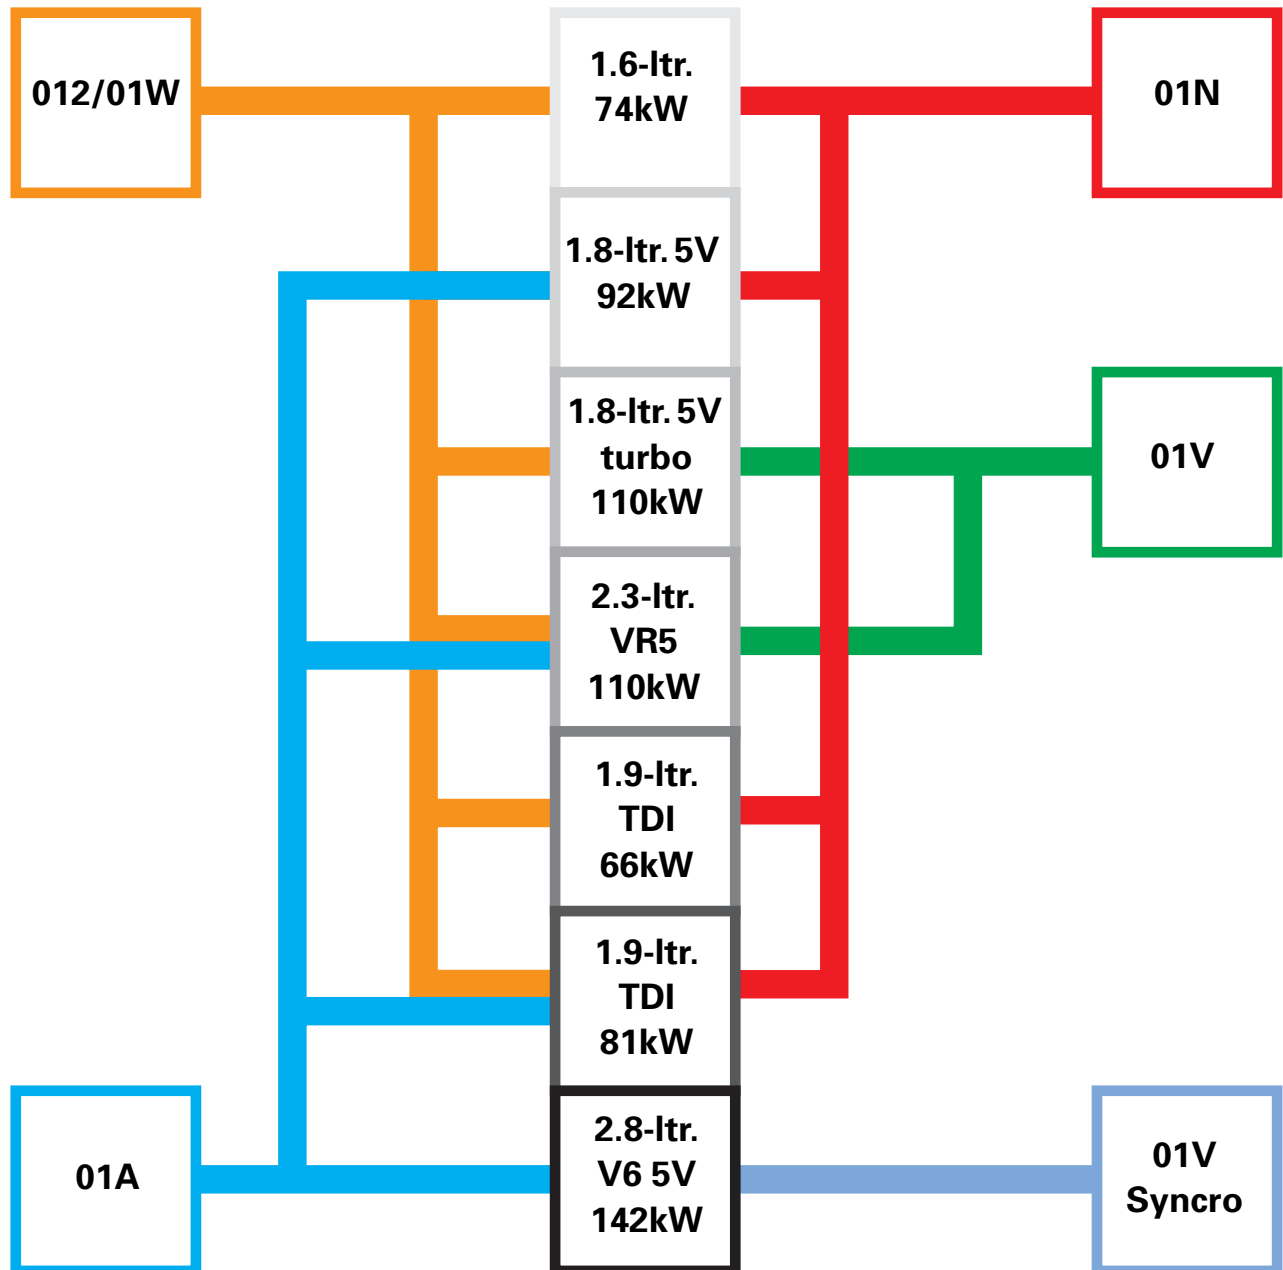 012/01W
1.6-ltr.
74kW
01N
1.8-ltr. 5V
92kW
1.8-ltr. 5V
turbo
110kW
01V
2.3-ltr.
VR5
110kW
1.9-ltr.
TDI
66kW
1.9-ltr.
TDI
81kW
01A
2.8-ltr.
V6 5V
142kW
01V
Syncro